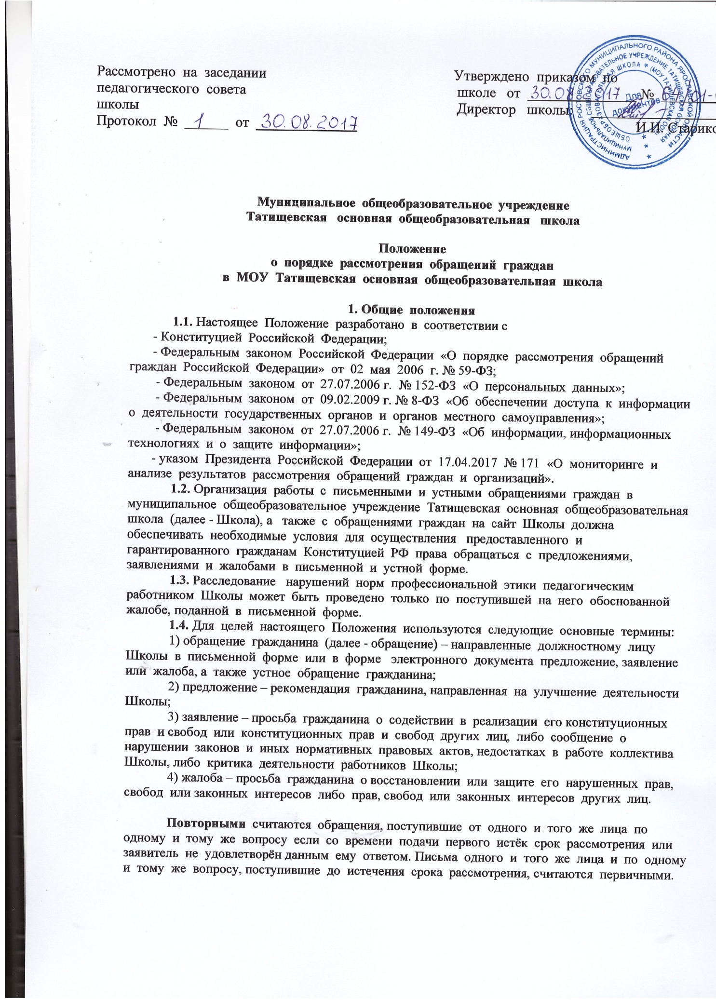 Рассмотрено на заседании
педагогического совета
школы
Протокол № 1 от 30.08.2017
Утверждено приказом по
школе от 30.08.2017 № 64/01-
Директор школы:
И.И. Старико
АДМИНИСТРАЦИЯ РОСТОВСКОГО МУНИЦИПАЛЬНОГО РАЙОНА ЯРОСЛАВСКОЙ ОБЛАСТИ
МУНИЦИПАЛЬНОЕ ОБЩЕОБРАЗОВАТЕЛЬНОЕ УЧРЕЖДЕНИЕ ТАТИЩЕВСКАЯ ОСНОВНАЯ
ОБЩЕОБРАЗОВАТЕЛЬНАЯ ШКОЛА * (МОУ ТАТИЩЕВСКАЯ ООШ)
Для
документов
Муниципальное общеобразовательное учреждение
Татищевская основная общеобразовательная школа
Положение
о порядке рассмотрения обращений граждан
в МОУ Татищевская основная общеобразовательная школа
1. Общие положения
1.1. Настоящее Положение разработано в соответствии с
- Конституцией Российской Федерации;
- Федеральным законом Российской Федерации «О порядке рассмотрения обращений
граждан Российской Федерации» от 02 мая 2006 г. № 59-ФЗ;
- Федеральным законом от 27.07.2006 г. № 152-ФЗ «О персональных данных»;
- Федеральным законом от 09.02.2009 г. № 8-ФЗ «Об обеспечении доступа к информации
о деятельности государственных органов и органов местного самоуправления»;
- Федеральным законом от 27.07.2006 г. № 149-ФЗ «Об информации, информационных
технологиях и о защите информации»;
- указом Президента Российской Федерации от 17.04.2017 № 171 «О мониторинге и
анализе результатов рассмотрения обращений граждан и организаций».
1.2. Организация работы с письменными и устными обращениями граждан в
муниципальное общеобразовательное учреждение Татищевская основная общеобразовательная
школа (далее - Школа), а также с обращениями граждан на сайт Школы должна
обеспечивать необходимые условия для осуществления предоставленного и
гарантированного гражданам Конституцией РФ права обращаться с предложениями,
заявлениями и жалобами в письменной и устной форме.
1.3. Расследование нарушений норм профессиональной этики педагогическим
работником Школы может быть проведено только по поступившей на него обоснованной
жалобе, поданной в письменной форме.
1.4. Для целей настоящего Положения используются следующие основные термины:
1) обращение гражданина (далее - обращение) – направленные должностному лицу
Школы в письменной форме или в форме электронного документа предложение, заявление
или жалоба, а также устное обращение гражданина;
2) предложение – рекомендация гражданина, направленная на улучшение деятельности
Школы;
3) заявление – просьба гражданина о содействии в реализации его конституционных
прав и свобод или конституционных прав и свобод других лиц, либо сообщение о
нарушении законов и иных нормативных правовых актов, недостатках в работе коллектива
Школы, либо критика деятельности работников Школы;
4) жалоба – просьба гражданина о восстановлении или защите его нарушенных прав,
свобод или законных интересов либо прав, свобод или законных интересов других лиц.
Повторными считаются обращения, поступившие от одного и того же лица по
одному и тому же вопросу если со времени подачи первого истёк срок рассмотрения или
заявитель не удовлетворён данным ему ответом. Письма одного и того же лица и по одному
и тому же вопросу, поступившие до истечения срока рассмотрения, считаются первичными.